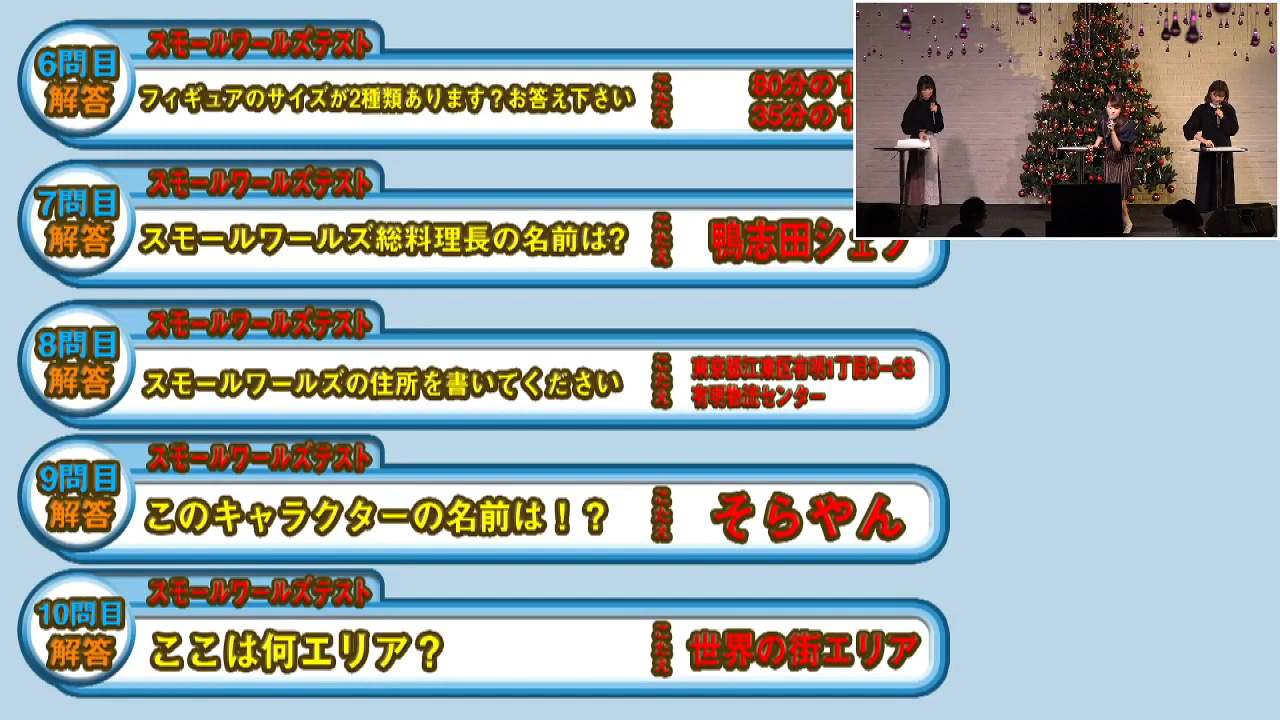 スモールワールズテスト
6問目
解答
フィギュアのサイズが2種類あります？お答え下さい
こたえ
80分の1
35分の1
スモールワールズテスト
7問目
解答
スモールワールズ総料理長の名前は?
こたえ
鴨志田シェフ
スモールワールズテスト
8問目
解答
スモールワールズの住所を書いてください
こたえ
東京都江東区有明1丁目3−33
有明物流センター
スモールワールズテスト
9問目
解答
このキャラクターの名前は！？
こたえ
そらやん
スモールワールズテスト
10問目
解答
ここは何エリア？
こたえ
世界の街エリア